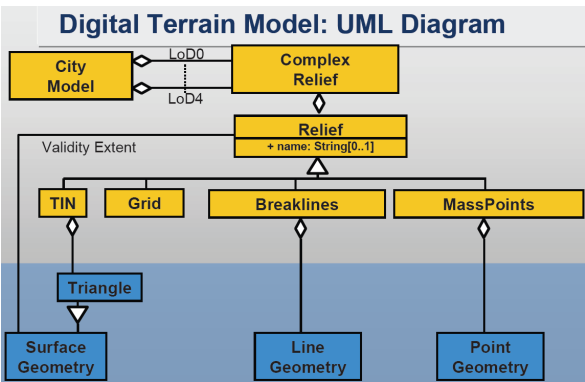 Digital Terrain Model: UML Diagram
City
Model
LoD0
LoD4
Complex
Relief
Relief
+ name: String[0..1]
Validity Extent
TIN
Grid
Breaklines
MassPoints
Triangle
Surface
Geometry
Line
Geometry
Point
Geometry